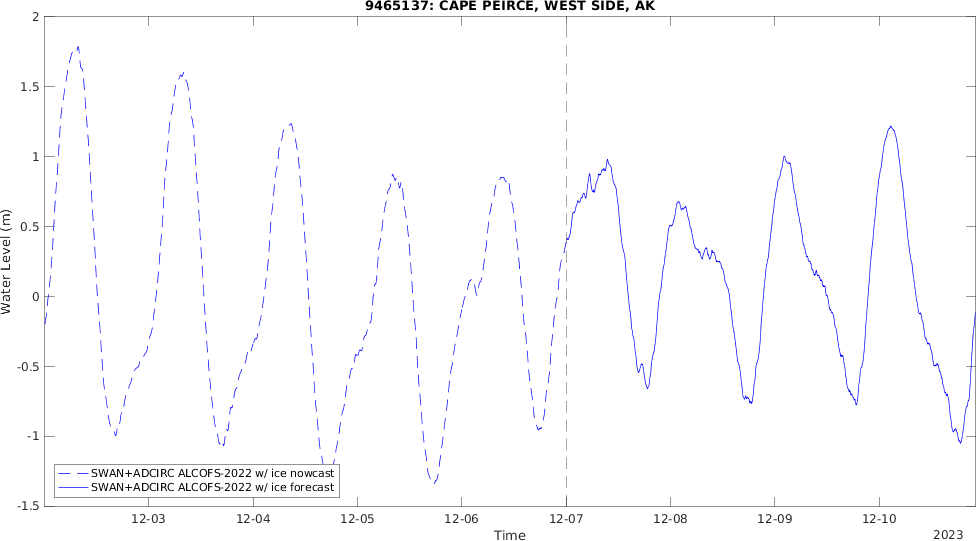 9465137: CAPE PEIRCE, WEST SIDE, AK
2
1.5
1
0.5
0
-0.5
-1
-1.5
Water Level (m)
SWAN+ADCIRC ALCOFS-2022 w/ ice nowcast
SWAN+ADCIRC ALCOFS-2022 w/ ice forecast
12-03 12-04 12-05 12-06 12-07 12-08 12-09 12-10
Time
2023